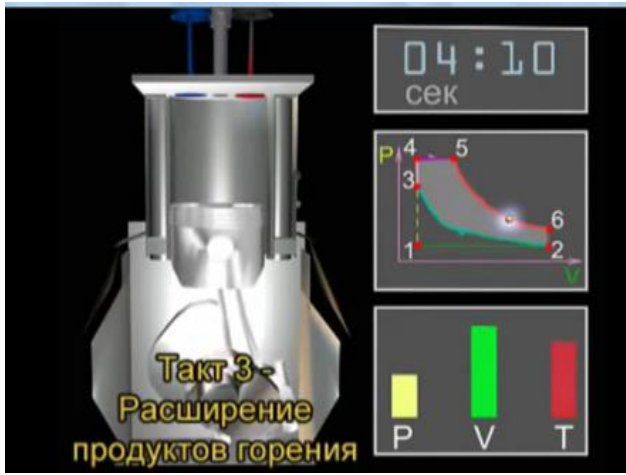 04:10
сек
P
4
5
3
6
1
2
V
P
V
T
Такт 3 -
Расширение
продуктов горения